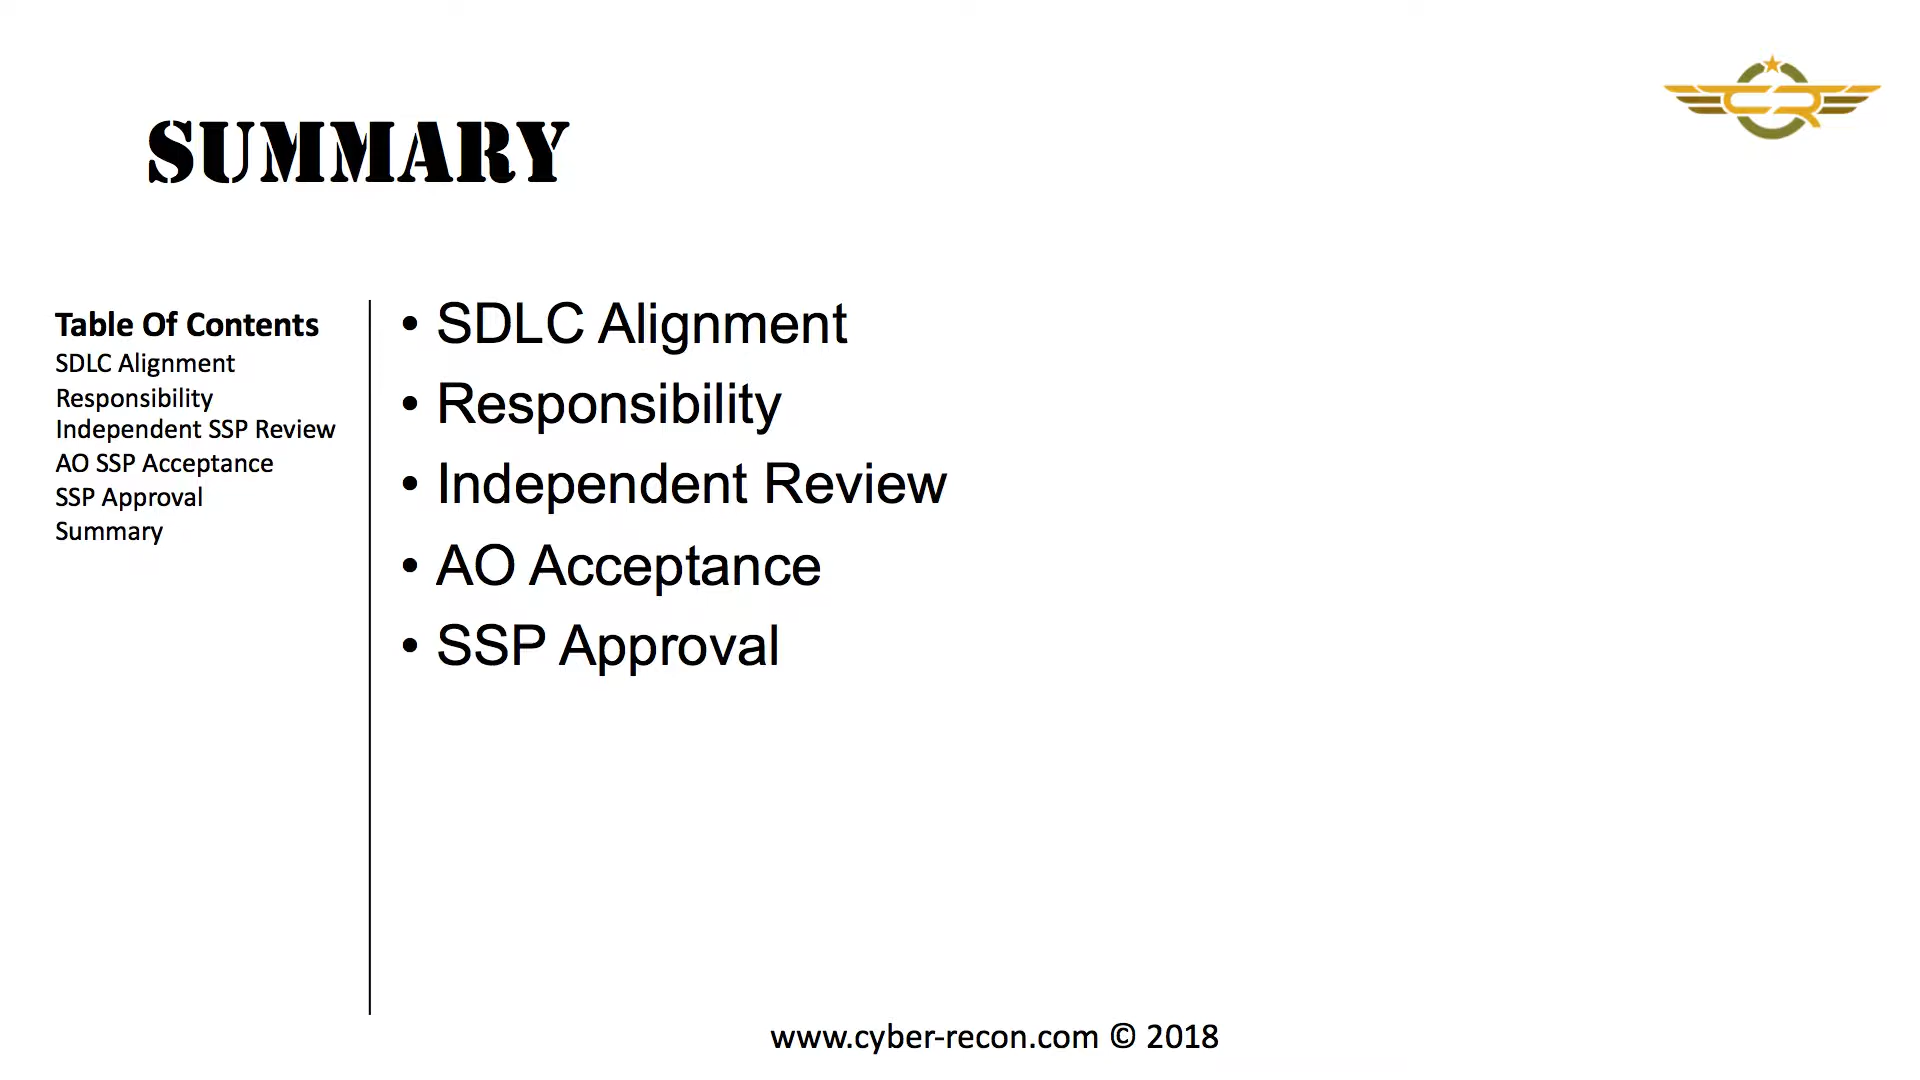 SUMMARY
Table Of Contents
SDLC Alignment
Responsibility
Independent SSP Review
AO SSP Acceptance
SSP Approval
Summary
• SDLC Alignment
• Responsibility
• Independent Review
• AO Acceptance
• SSP Approval
CR
www.cyber-recon.com © 2018